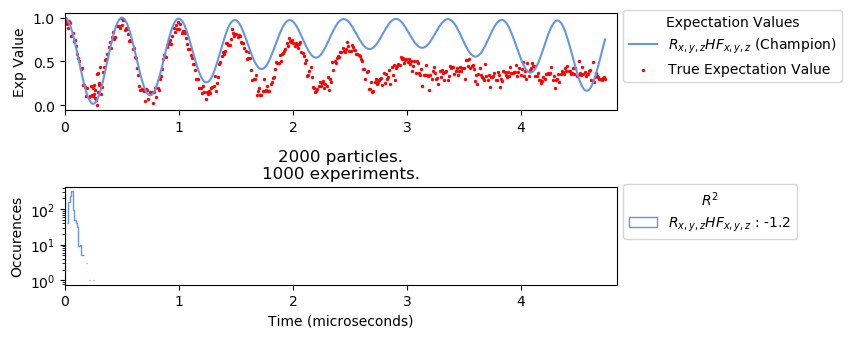 1.0
0.5
0.0
Exp Value
0 1 2 3 4
Expectation Values
R_{x,y,z}HF_{x,y,z} (Champion)
True Expectation Value
2000 particles.
1000 experiments.
10^2
10^1
10^0
Occurences
0 1 2 3 4
Time (microseconds)
R^2
R_{x,y,z}HF_{x,y,z} : -1.2